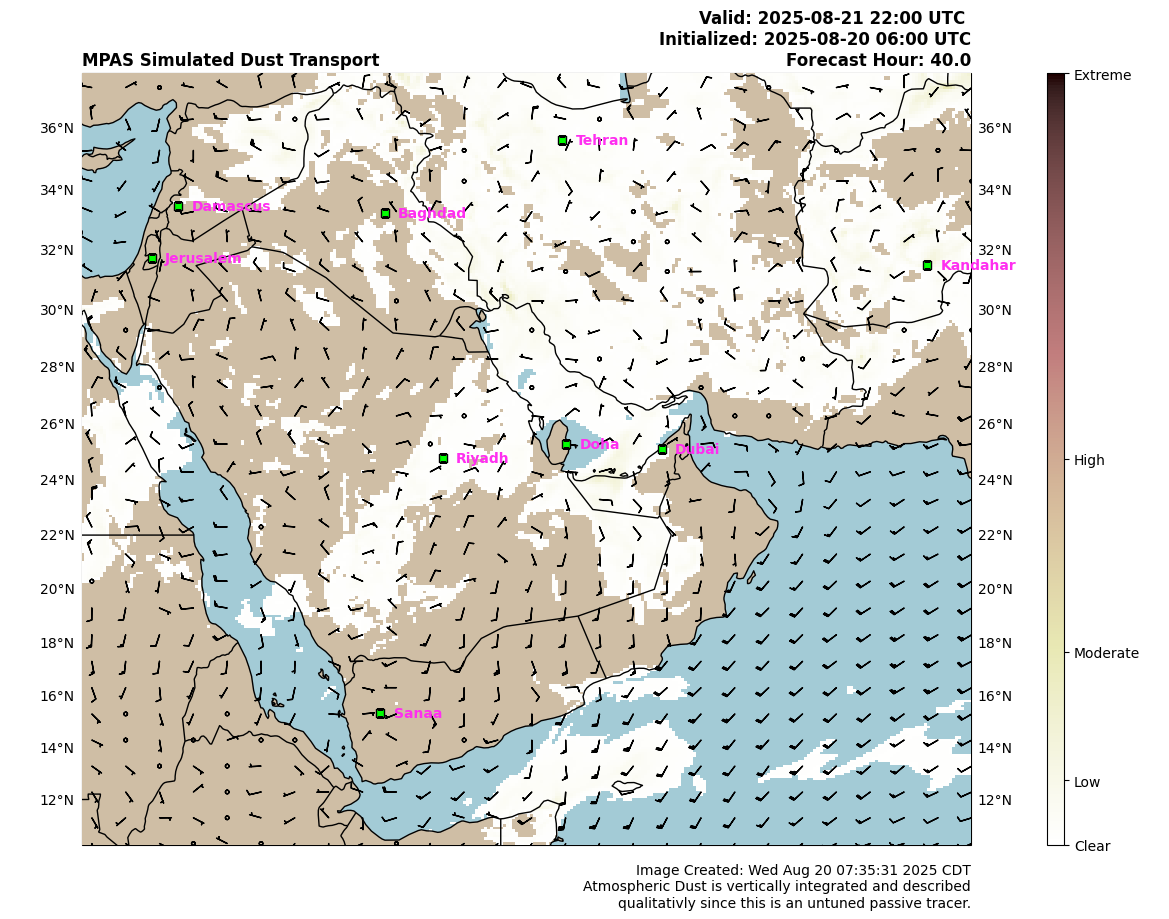 Valid: 2025-08-21 22:00 UTC
Initialized: 2025-08-20 06:00 UTC
MPAS Simulated Dust Transport Forecast Hour: 40.0
Extreme
36°N 36°N
Tehran
34°N 34°N
Damascus
Baghdad
32°N 32°N
Jerusalem
Kandahar
30°N 30°N
28°N 28°N
26°N 26°N
Doha
Dubai
Riyadh
High
24°N 24°N
22°N 22°N
20°N 20°N
18°N 18°N
Moderate
16°N 16°N
Sanaa
14°N 14°N
Low
12°N 12°N
Clear
Image Created: Wed Aug 20 07:35:31 2025 CDT
Atmospheric Dust is vertically integrated and described
qualitativly since this is an untuned passive tracer.